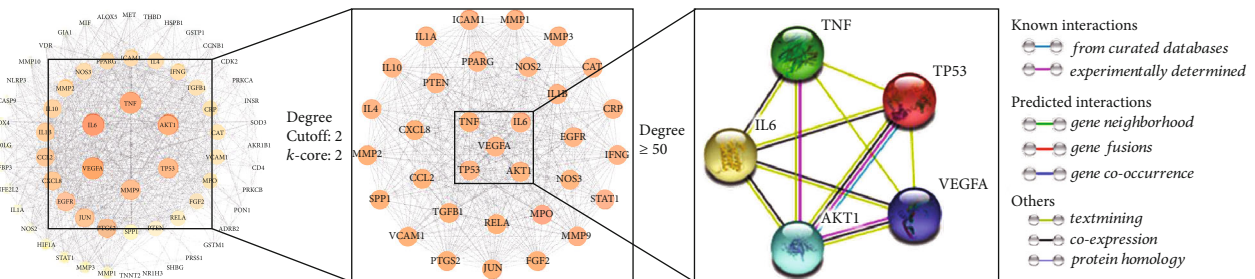 MET
ALOX5
THBD
MIF
HSPB1
GJA1
GSTP1
VDR
CCNB1
MMP10
CDK2
NLRP3
PRKCA
CASP9
INSR
SOD3
AKR1B1
CD4
PRKCB
NFE2L2
IL1A
PON1
NOS2
ADRB2
HIF1A
GSTM1
STAT1
PRSS1
MMP3
SHBG
MMP1
TNNT2
NR1H3
PPARG
ICAM1
IL4
NOS3
IFNG
MMP2
TGFB1
IL10
TNF
CRP
IL1B
IL6
AKT1
CAT
CCL2
VCAM1
VEGFA
TP53
CXCL8
MPO
MMP9
EGFR
FGF2
JUN
RELA
PTGS2
SPP1
PTEN
Degree
Cutoff: 2
k-core: 2
ICAM1
MMP1
IL1A
MMP3
PPARG
NOS2
IL10
CAT
PTEN
IL1B
IL4
CRP
TNF
IL6
CXCL8
EGFR
VEGFA
MMP2
IFNG
TP53
AKT1
CCL2
NOS3
SPP1
STAT1
TGFB1
MPO
RELA
VCAM1
MMP9
PTGS2
FGF2
JUN
Degree
≥ 50
TNF
TP53
IL6
VEGFA
AKT1
Known interactions
from curated databases
experimentally determined
Predicted interactions
gene neighborhood
gene fusions
gene co-occurrence
Others
textmining
co-expression
protein homology